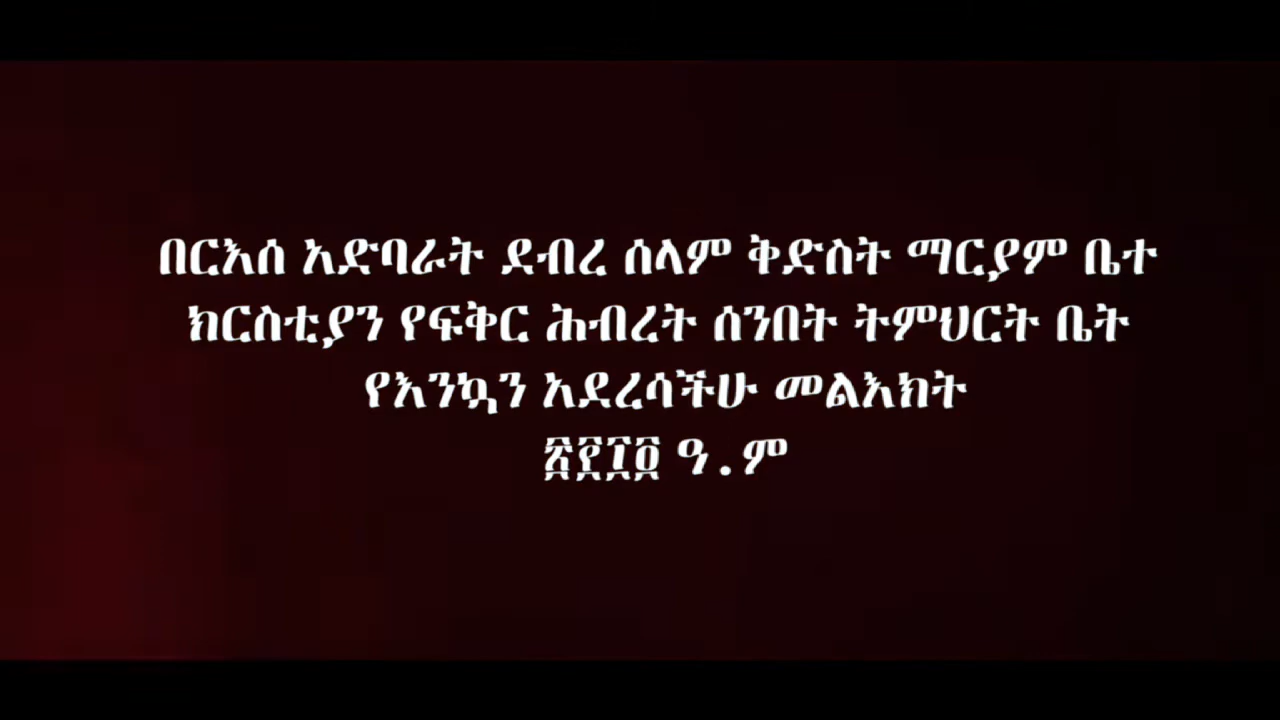 በርእሰ አድባራት ደብረ ሰላም ቅድስት ማርያም ቤተ
ክርስቲያን የፍቅር ሕብረት ሰንበት ትምህርት ቤት
የእንኳን አደረሳችሁ መልእክት
፳፻፲፬ ዓ.ም